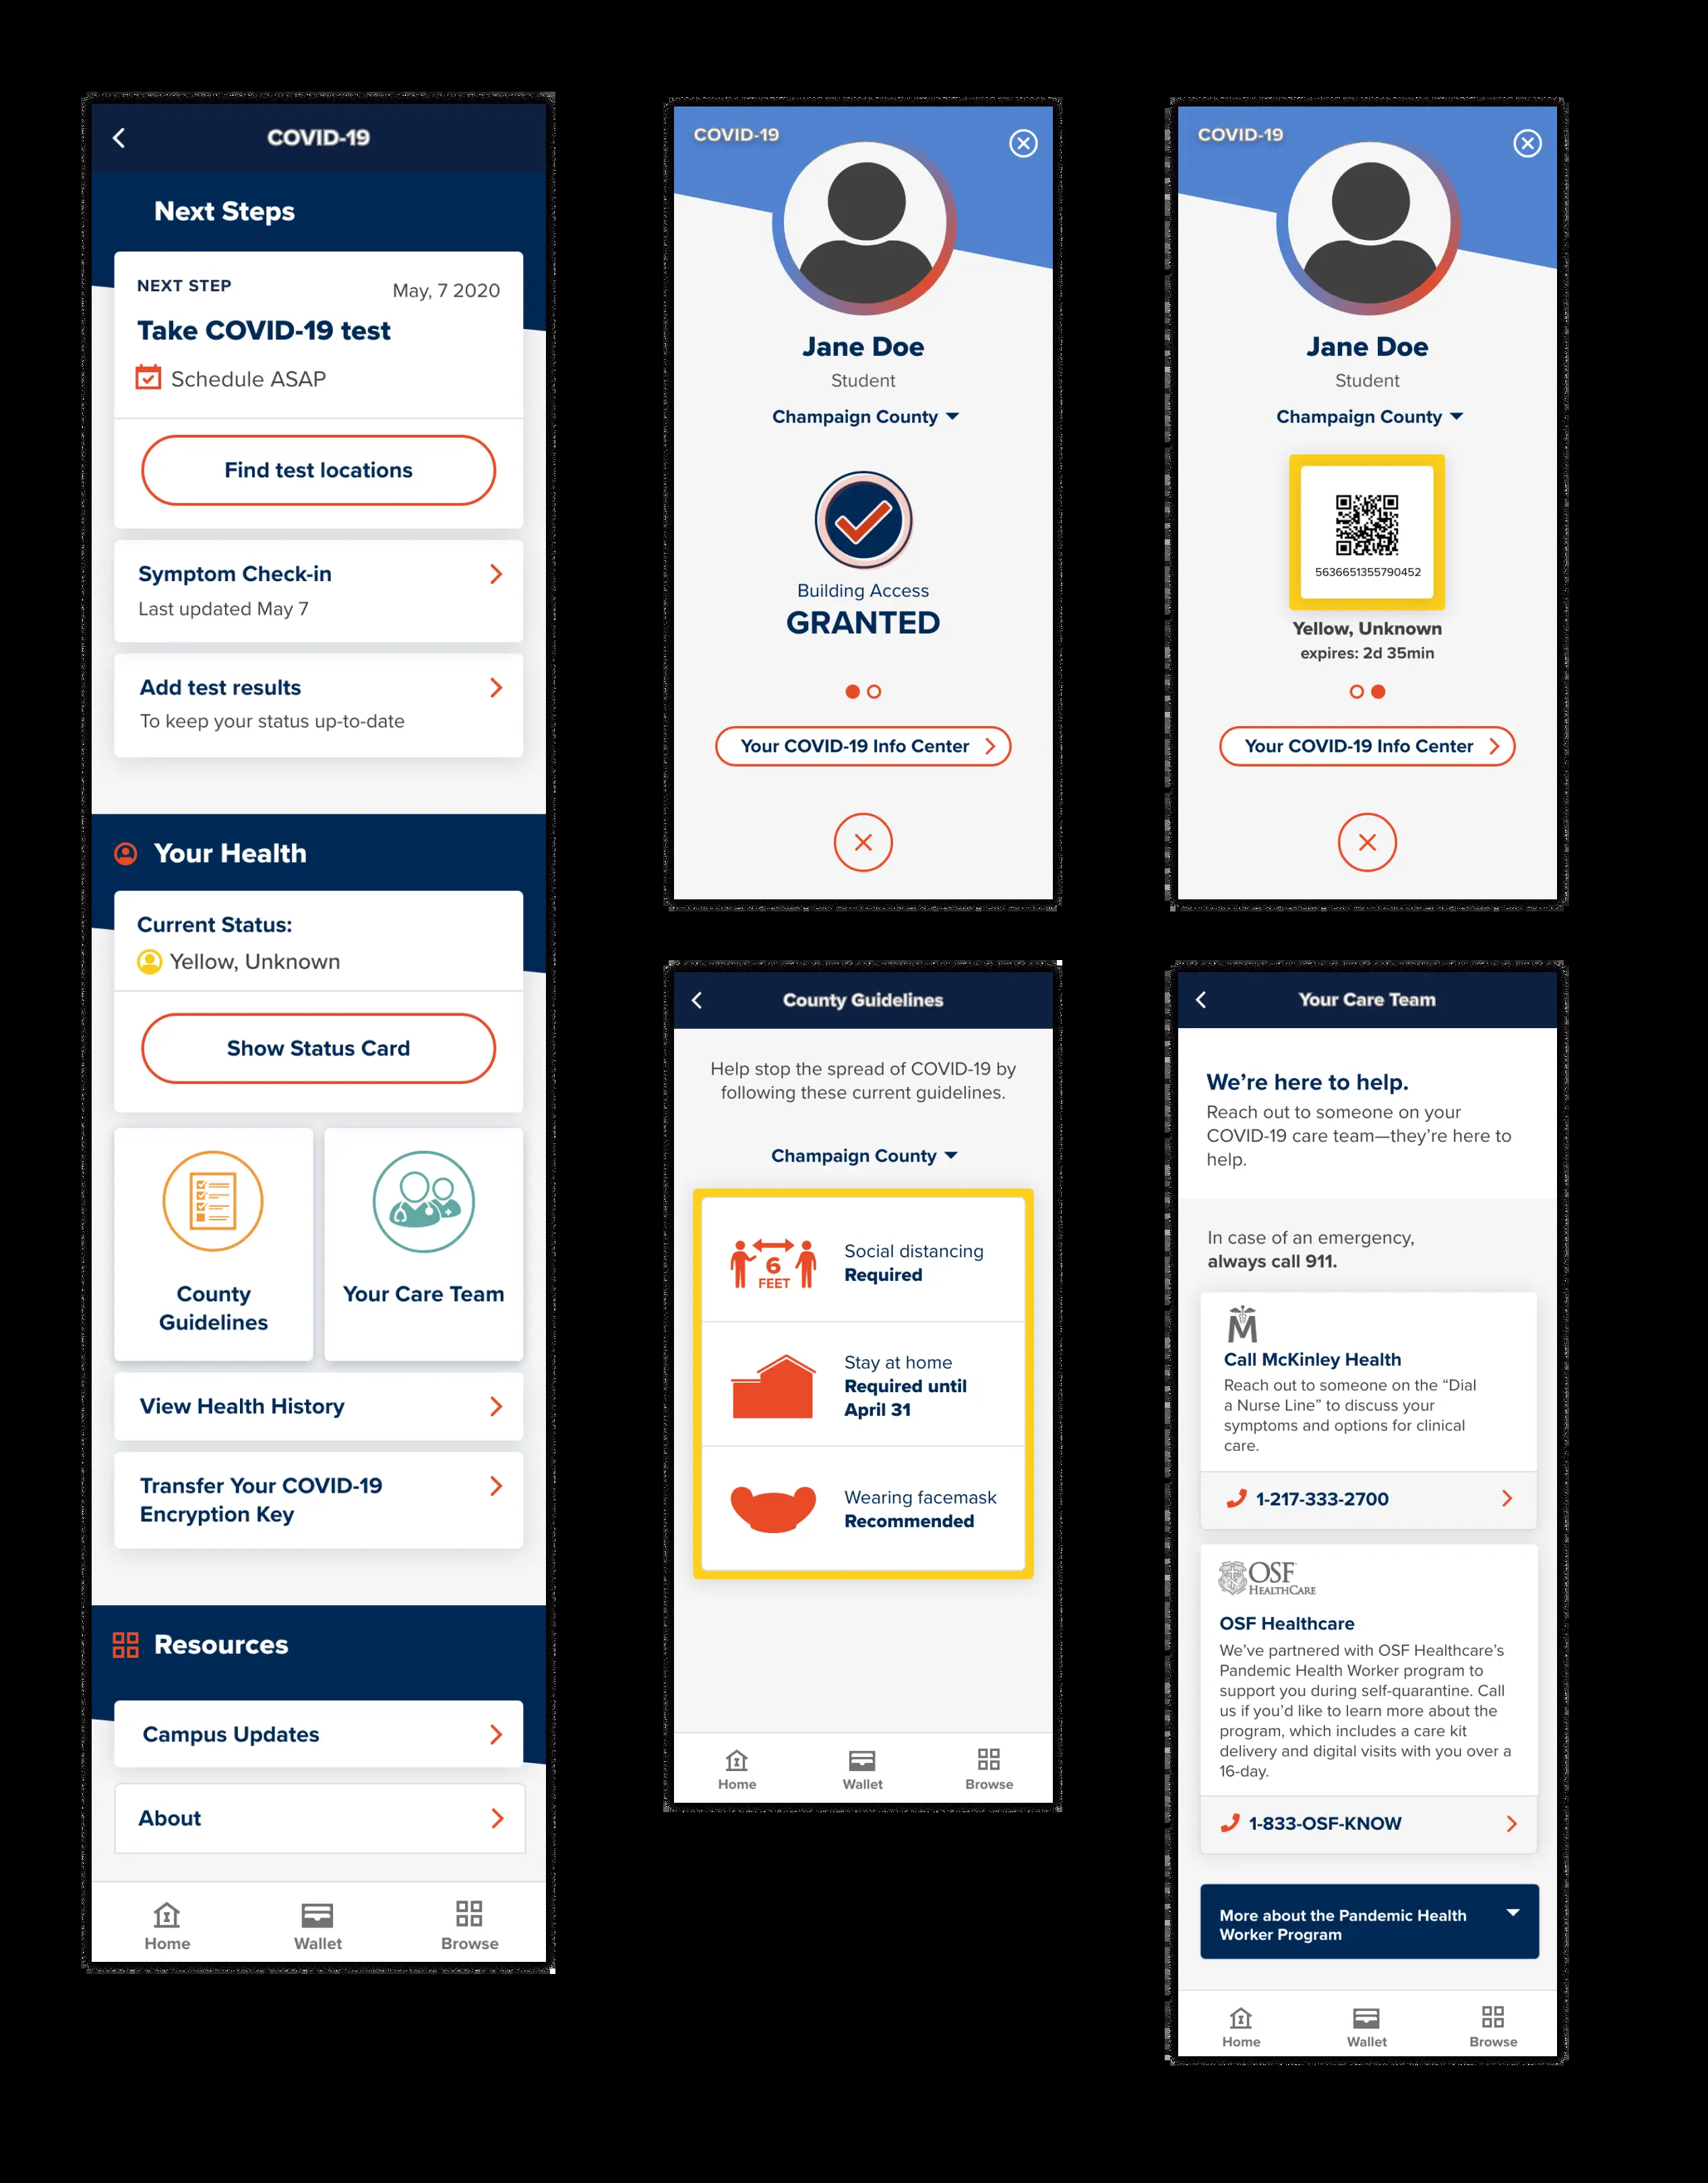 COVID-19
Next Steps
NEXT STEP
May, 7 2020
Take COVID-19 test
Schedule ASAP
Find test locations
Symptom Check-in
Last updated May 7
Add test results
To keep your status up-to-date
Your Health
Current Status:
Yellow, Unknown
Show Status Card
County
Guidelines
Your Care Team
View Health History
Transfer Your COVID-19
Encryption Key
Resources
Campus Updates
About
Home
Wallet
Browse
COVID-19
Jane Doe
Student
Champaign County
Building Access
GRANTED
Your COVID-19 Info Center
COVID-19
Jane Doe
Student
Champaign County
5636651355790452
Yellow, Unknown
expires: 2d 35min
Your COVID-19 Info Center
County Guidelines
Help stop the spread of COVID-19 by
following these current guidelines.
Champaign County
6
FEET
Social distancing
Required
Stay at home
Required until
April 31
Wearing facemask
Recommended
Home
Wallet
Browse
Your Care Team
We're here to help.
Reach out to someone on your
COVID-19 care team—they're here to
help.
In case of an emergency,
always call 911.
M
Call McKinley Health
Reach out to someone on the “Dial
a Nurse Line” to discuss your
symptoms and options for clinical
care.
1-217-333-2700
OSF
HEALTHCARE
OSF Healthcare
We've partnered with OSF Healthcare's
Pandemic Health Worker program to
support you during self-quarantine. Call
us if you'd like to learn more about the
program, which includes a care kit
delivery and digital visits with you over a
16-day.
1-833-OSF-KNOW
More about the Pandemic Health
Worker Program
Home
Wallet
Browse